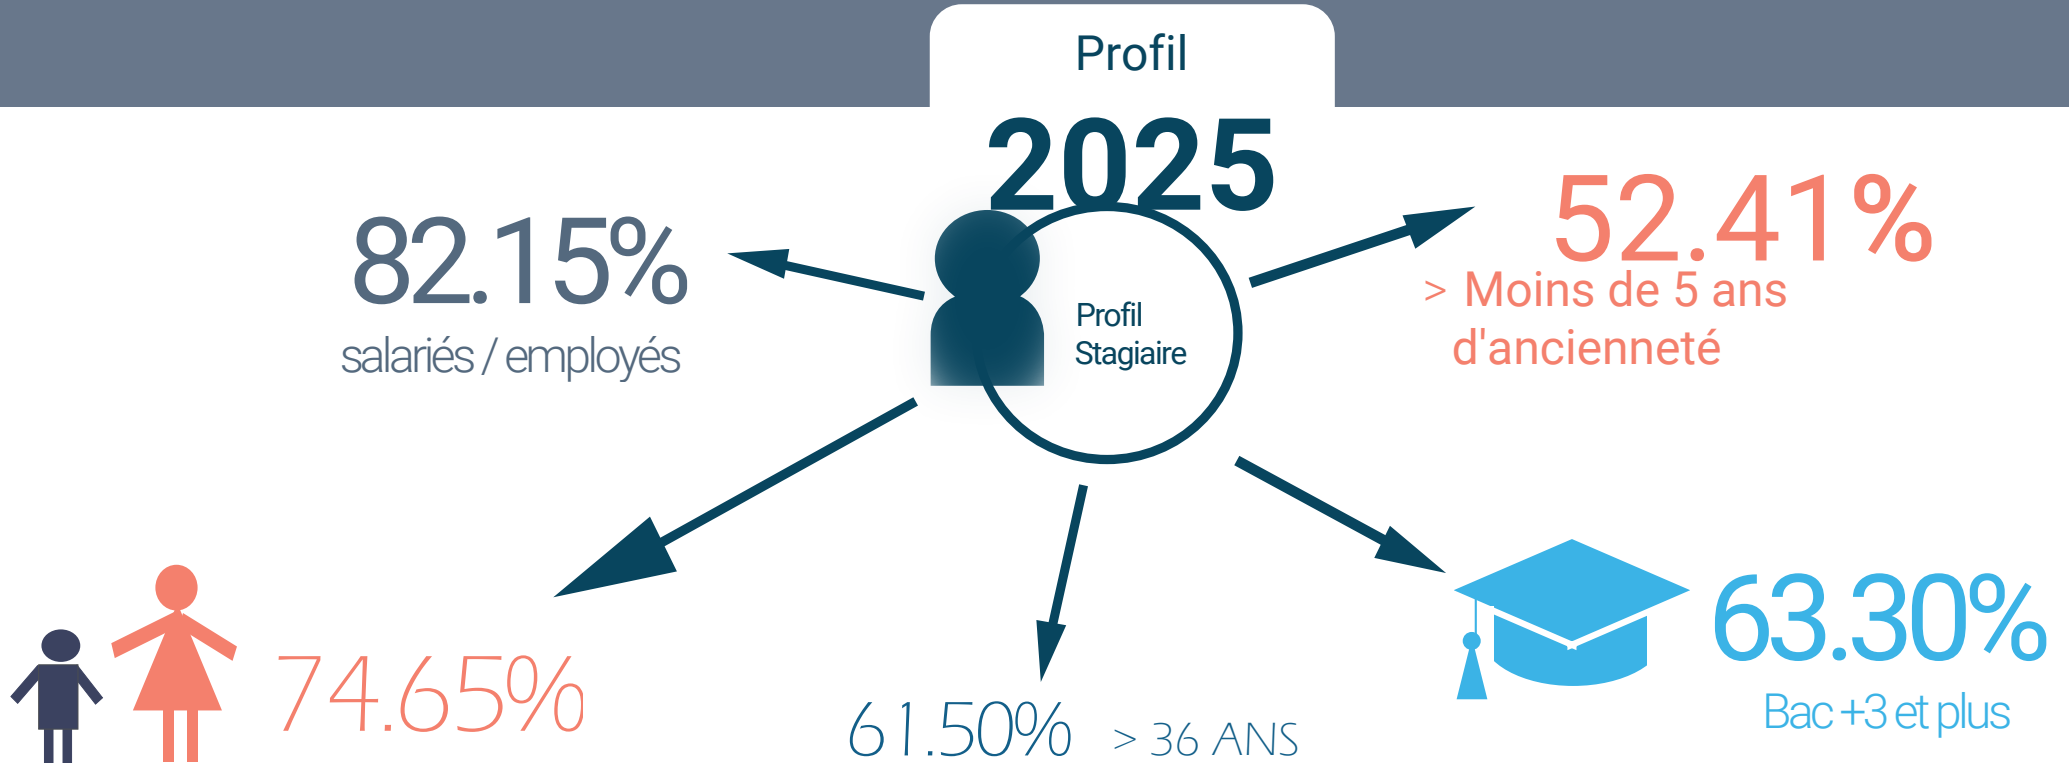 Profil
2025
82.15%
salariés / employés
52.41%
> Moins de 5 ans
d'ancienneté
Profil
Stagiaire
74.65%
61.50% > 36 ANS
63.30%
Bac +3 et plus